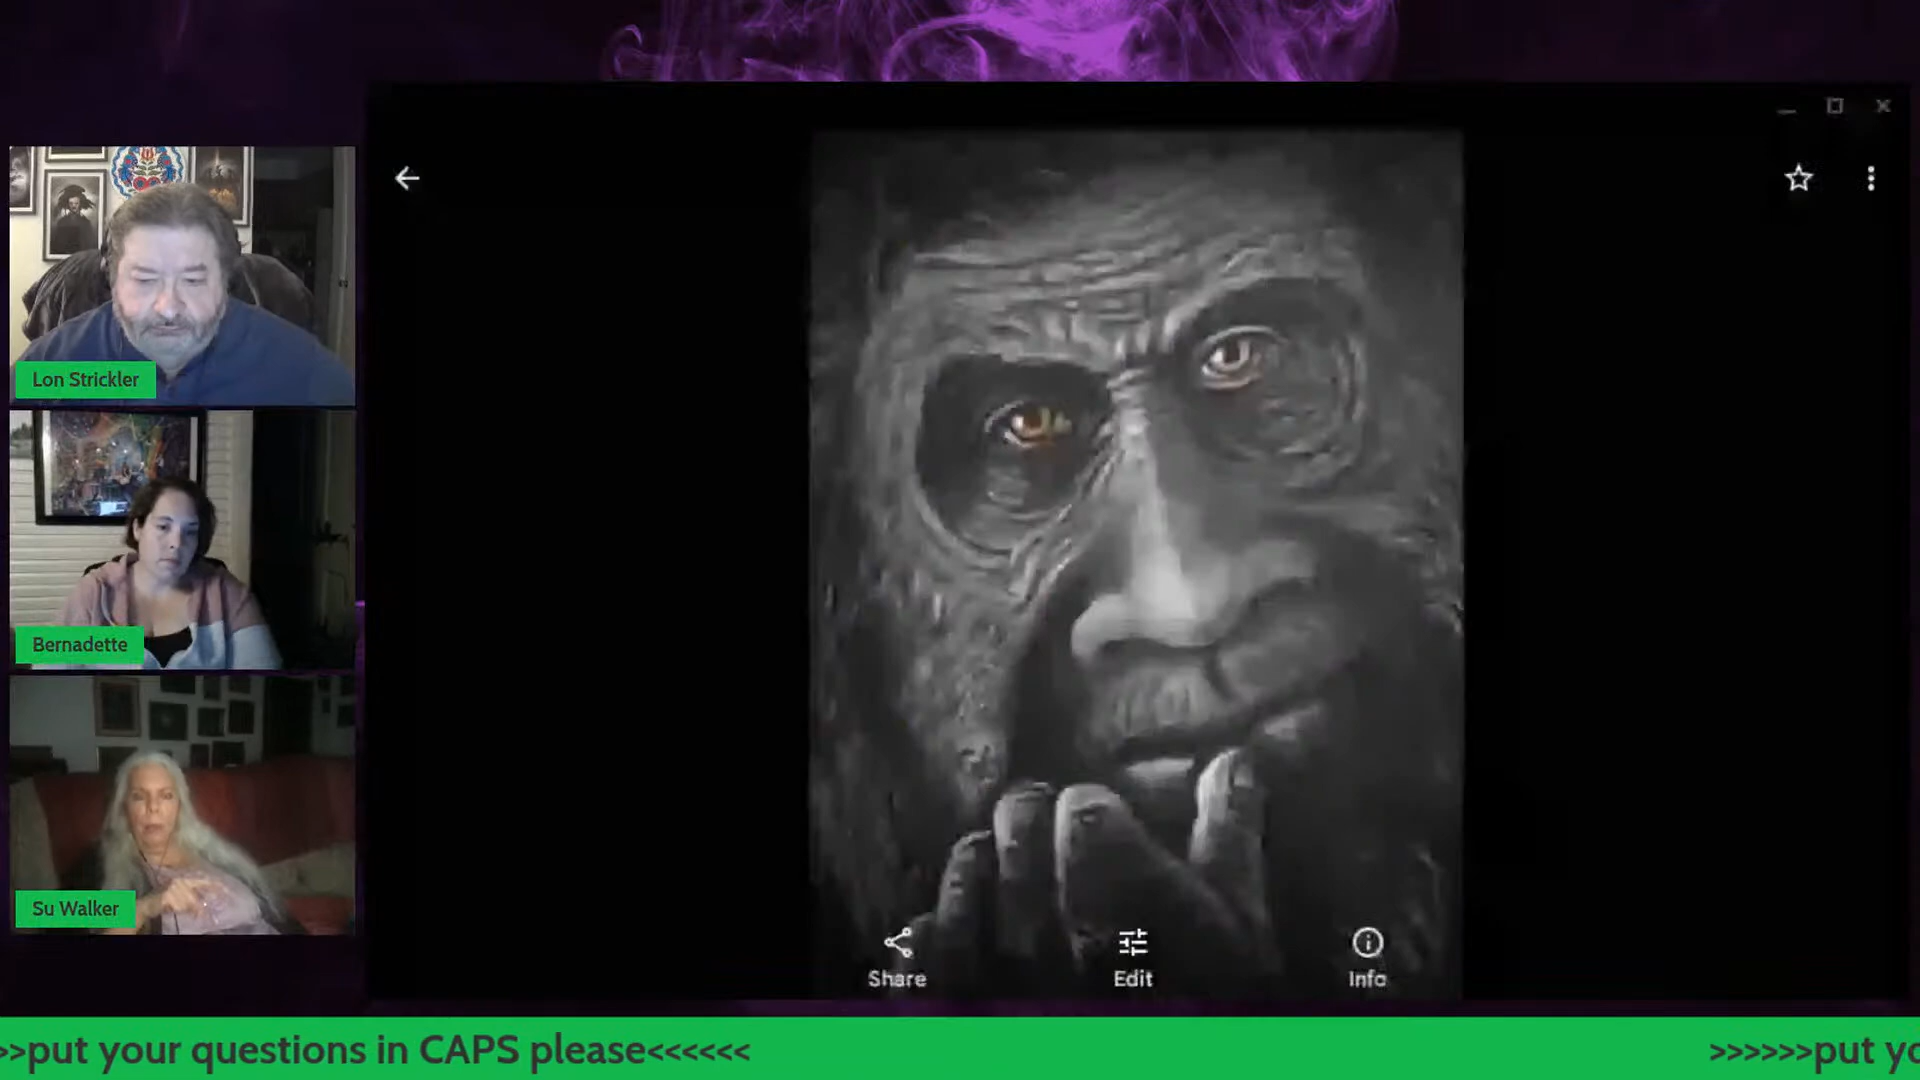 Lon Strickler
Bernadette
Su Walker
Share
Edit
Info
>>put your questions in CAPS please<<<<<<
>>>>>>put yo